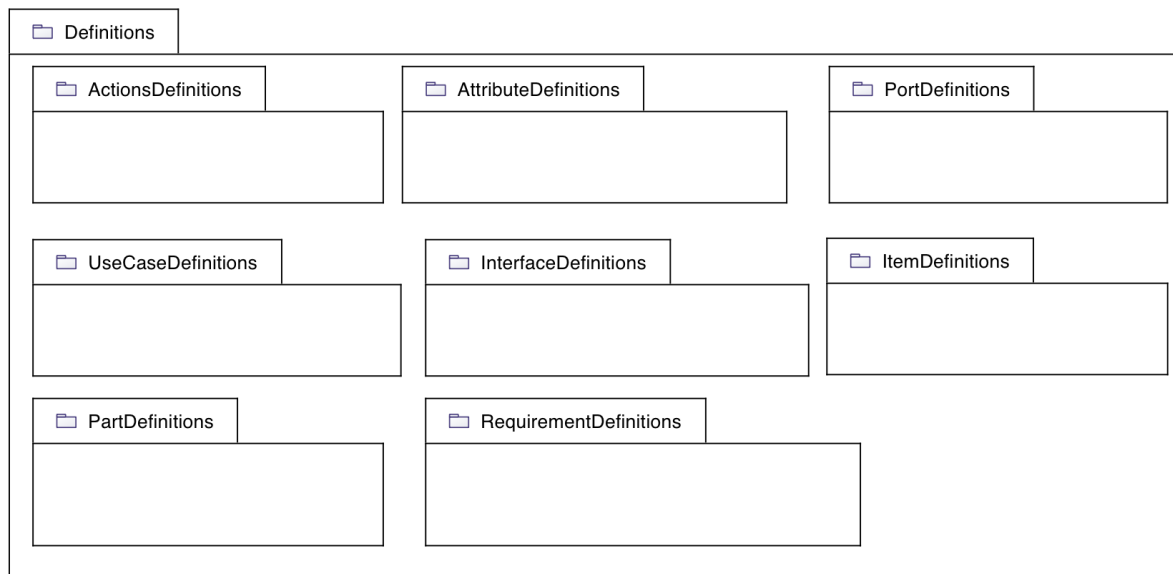 Definitions
ActionsDefinitions
AttributeDefinitions
PortDefinitions
UseCaseDefinitions
InterfaceDefinitions
ItemDefinitions
PartDefinitions
RequirementDefinitions